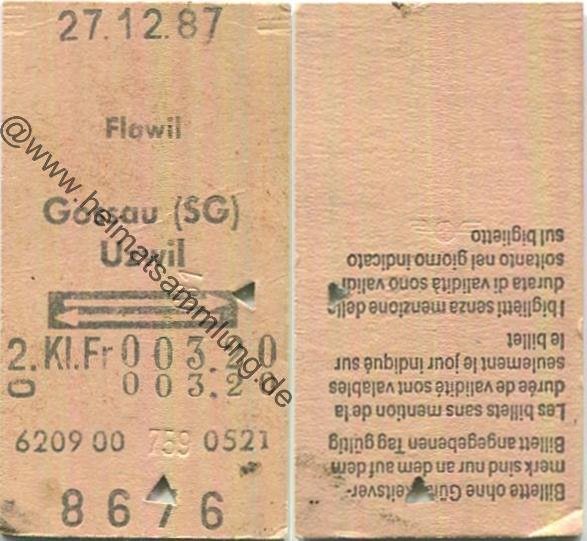 27.12.87
Flawil
Gossau (SG)
Uzwil
2. Kl. Fr 003.20
0 003.20
6209 00 759 0521
8676
@www.heimatsammlung.de
Billette ohne Gültigkeitsver-
merk sind nur an dem auf dem
Billett angegebenen Tag gültig
Les billets sans mention de la
durée de validité sont valables
seulement le jour indiqué sur
le billet
I biglietti senza menzione della
durata di validità sono validi
soltanto nel giorno indicato
sul biglietto